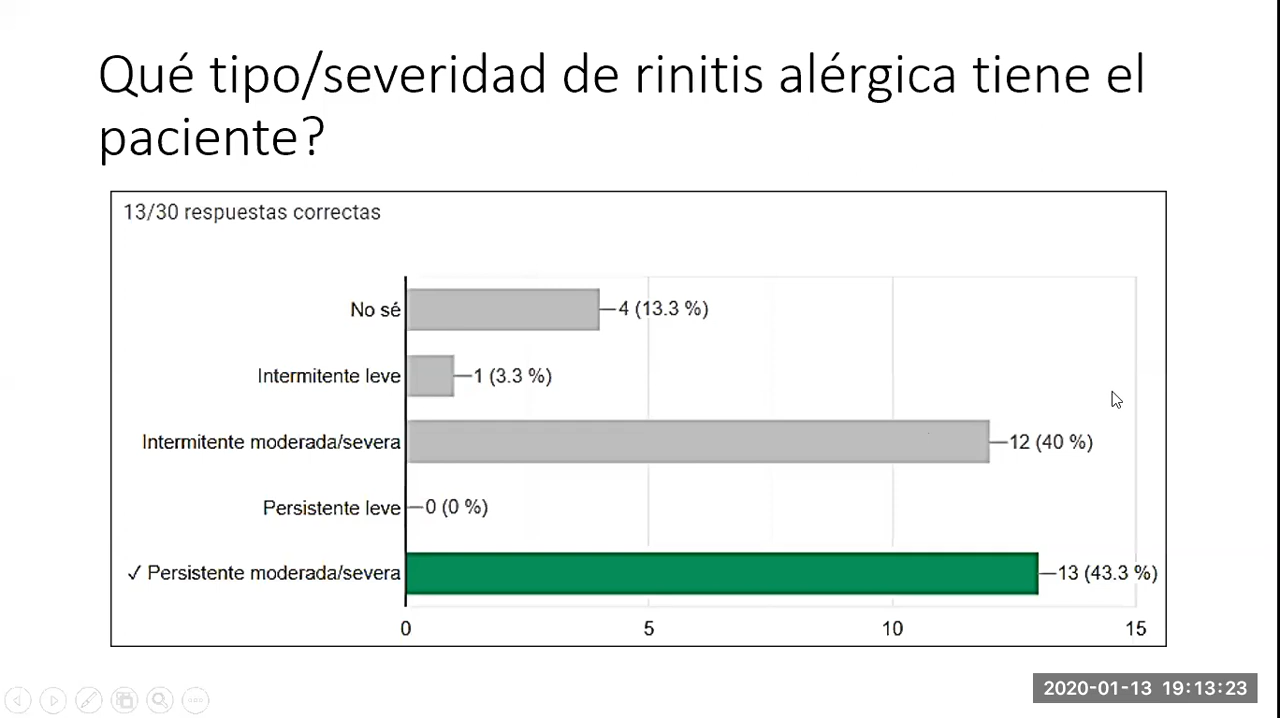 Qué tipo/severidad de rinitis alérgica tiene el
paciente?
13/30 respuestas correctas
No sé 4 (13.3 %)
Intermitente leve 1 (3.3 %)
Intermitente moderada/severa 12 (40 %)
Persistente leve 0 (0 %)
✓ Persistente moderada/severa 13 (43.3 %)
0 5 10 15
2020-01-13 19:13:23